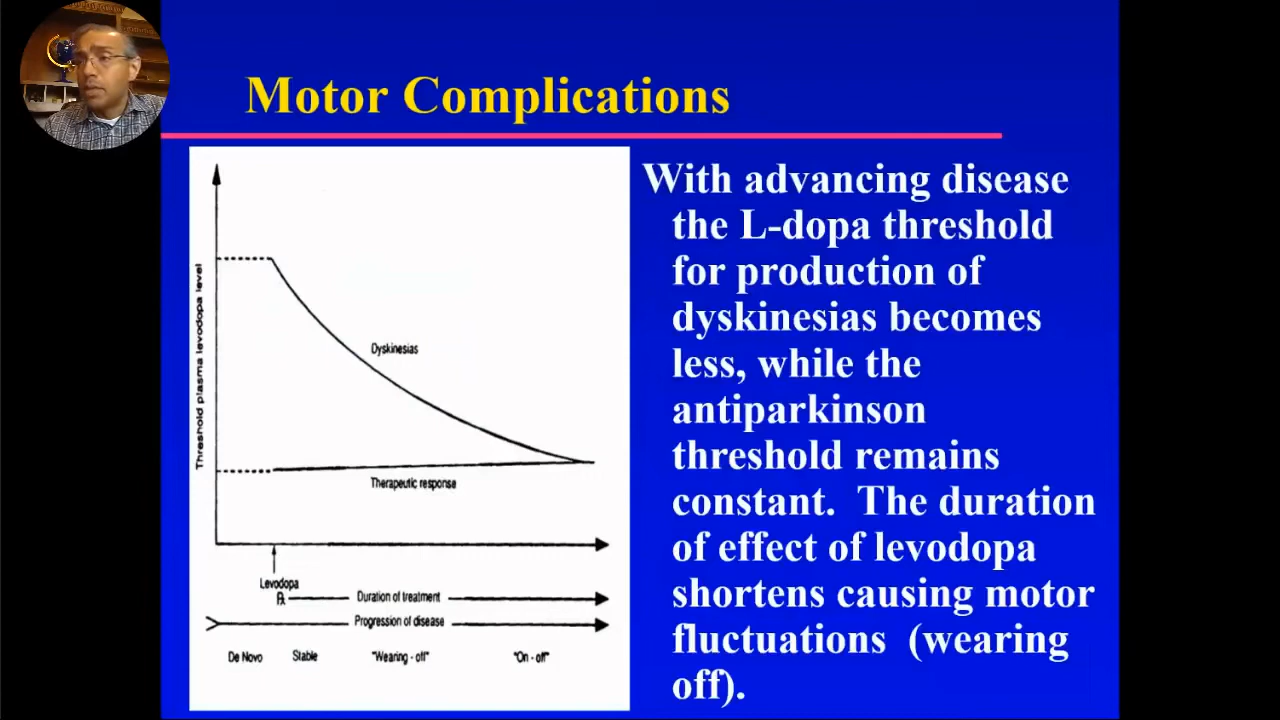 Motor Complications
Threshold plasma levodopa level
Dyskinesias
Therapeutic response
Levodopa
℞
Duration of treatment
Progression of disease
De Novo
Stable
"Wearing - off"
"On - off"
With advancing disease
the L-dopa threshold
for production of
dyskinesias becomes
less, while the
antiparkinson
threshold remains
constant. The duration
of effect of levodopa
shortens causing motor
fluctuations (wearing
off).